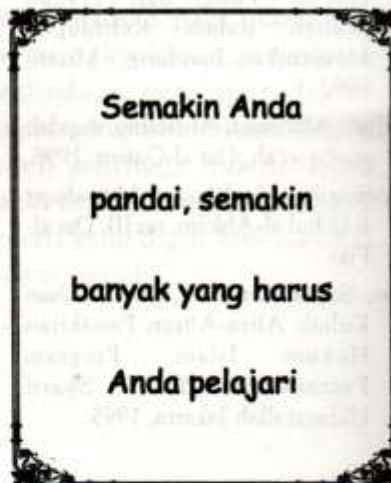 Semakin Anda
pandai, semakin
banyak yang harus
Anda pelajari